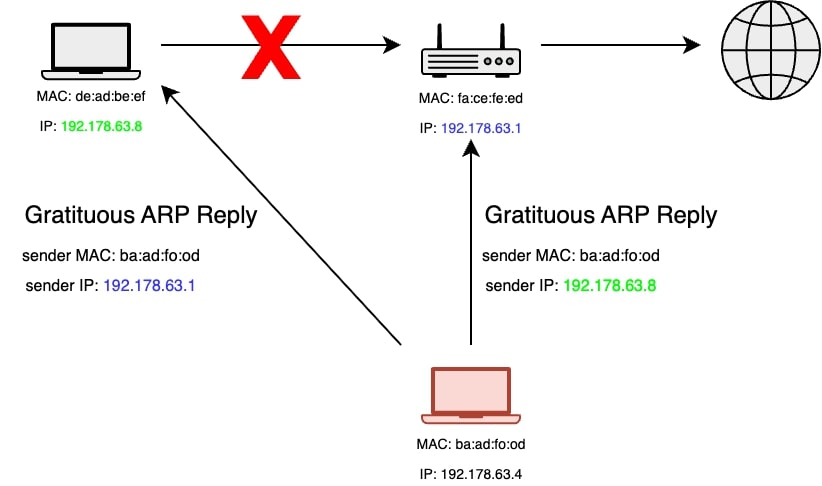 MAC: de:ad:be:ef
IP: 192.178.63.8
X
MAC: fa:ce:fe:ed
IP: 192.178.63.1
Gratituous ARP Reply
sender MAC: ba:ad:fo:od
sender IP: 192.178.63.1
Gratituous ARP Reply
sender MAC: ba:ad:fo:od
sender IP: 192.178.63.8
MAC: ba:ad:fo:od
IP: 192.178.63.4